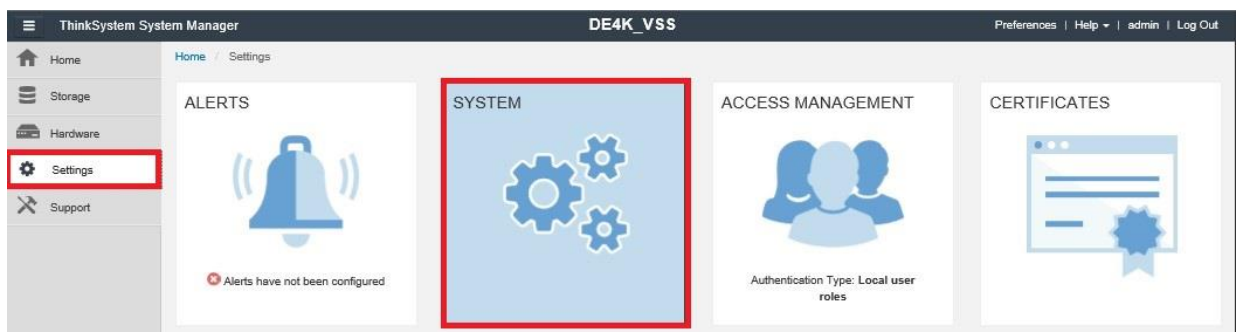 ThinkSystem System Manager
DE4K_VSS
Preferences | Help | admin | Log Out
Home
Storage
Hardware
Settings
Support
Home / Settings
ALERTS
Alerts have not been configured
SYSTEM
ACCESS MANAGEMENT
Authentication Type: Local user
roles
CERTIFICATES